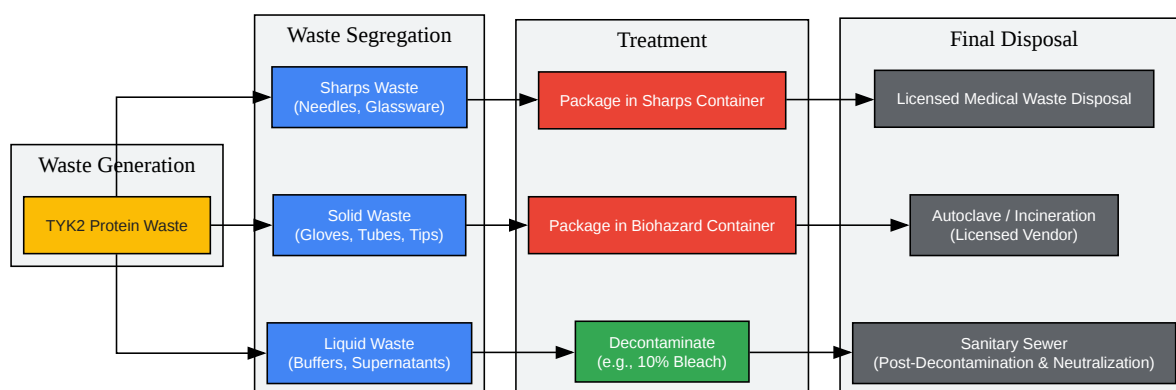 Waste Generation
TYK2 Protein Waste
Waste Segregation
Sharps Waste
(Needles, Glassware)
Solid Waste
(Gloves, Tubes, Tips)
Liquid Waste
(Buffers, Supernatants)
Treatment
Package in Sharps Container
Package in Biohazard Container
Decontaminate
(e.g., 10% Bleach)
Final Disposal
Licensed Medical Waste Disposal
Autoclave / Incineration
(Licensed Vendor)
Sanitary Sewer
(Post-Decontamination & Neutralization)